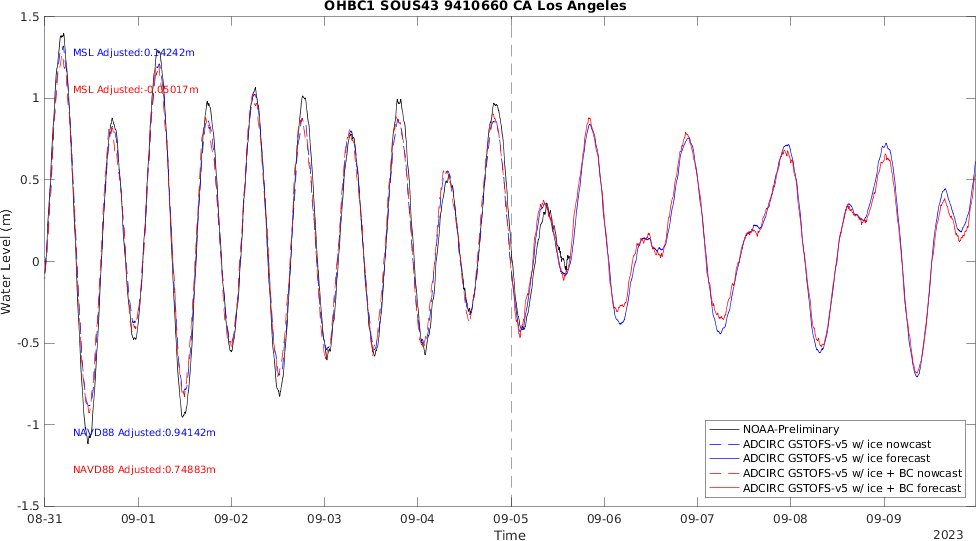 OHBC1 SOUS43 9410660 CA Los Angeles
1.5
1
0.5
0
-0.5
-1
-1.5
Water Level (m)
MSL Adjusted:0.14242m
MSL Adjusted:-0.05017m
NAVD88 Adjusted:0.94142m
NAVD88 Adjusted:0.74883m
NOAA-Preliminary
ADCIRC GSTOFS-v5 w/ ice nowcast
ADCIRC GSTOFS-v5 w/ ice forecast
ADCIRC GSTOFS-v5 w/ ice + BC nowcast
ADCIRC GSTOFS-v5 w/ ice + BC forecast
08-31 09-01 09-02 09-03 09-04 09-05 09-06 09-07 09-08 09-09
Time
2023